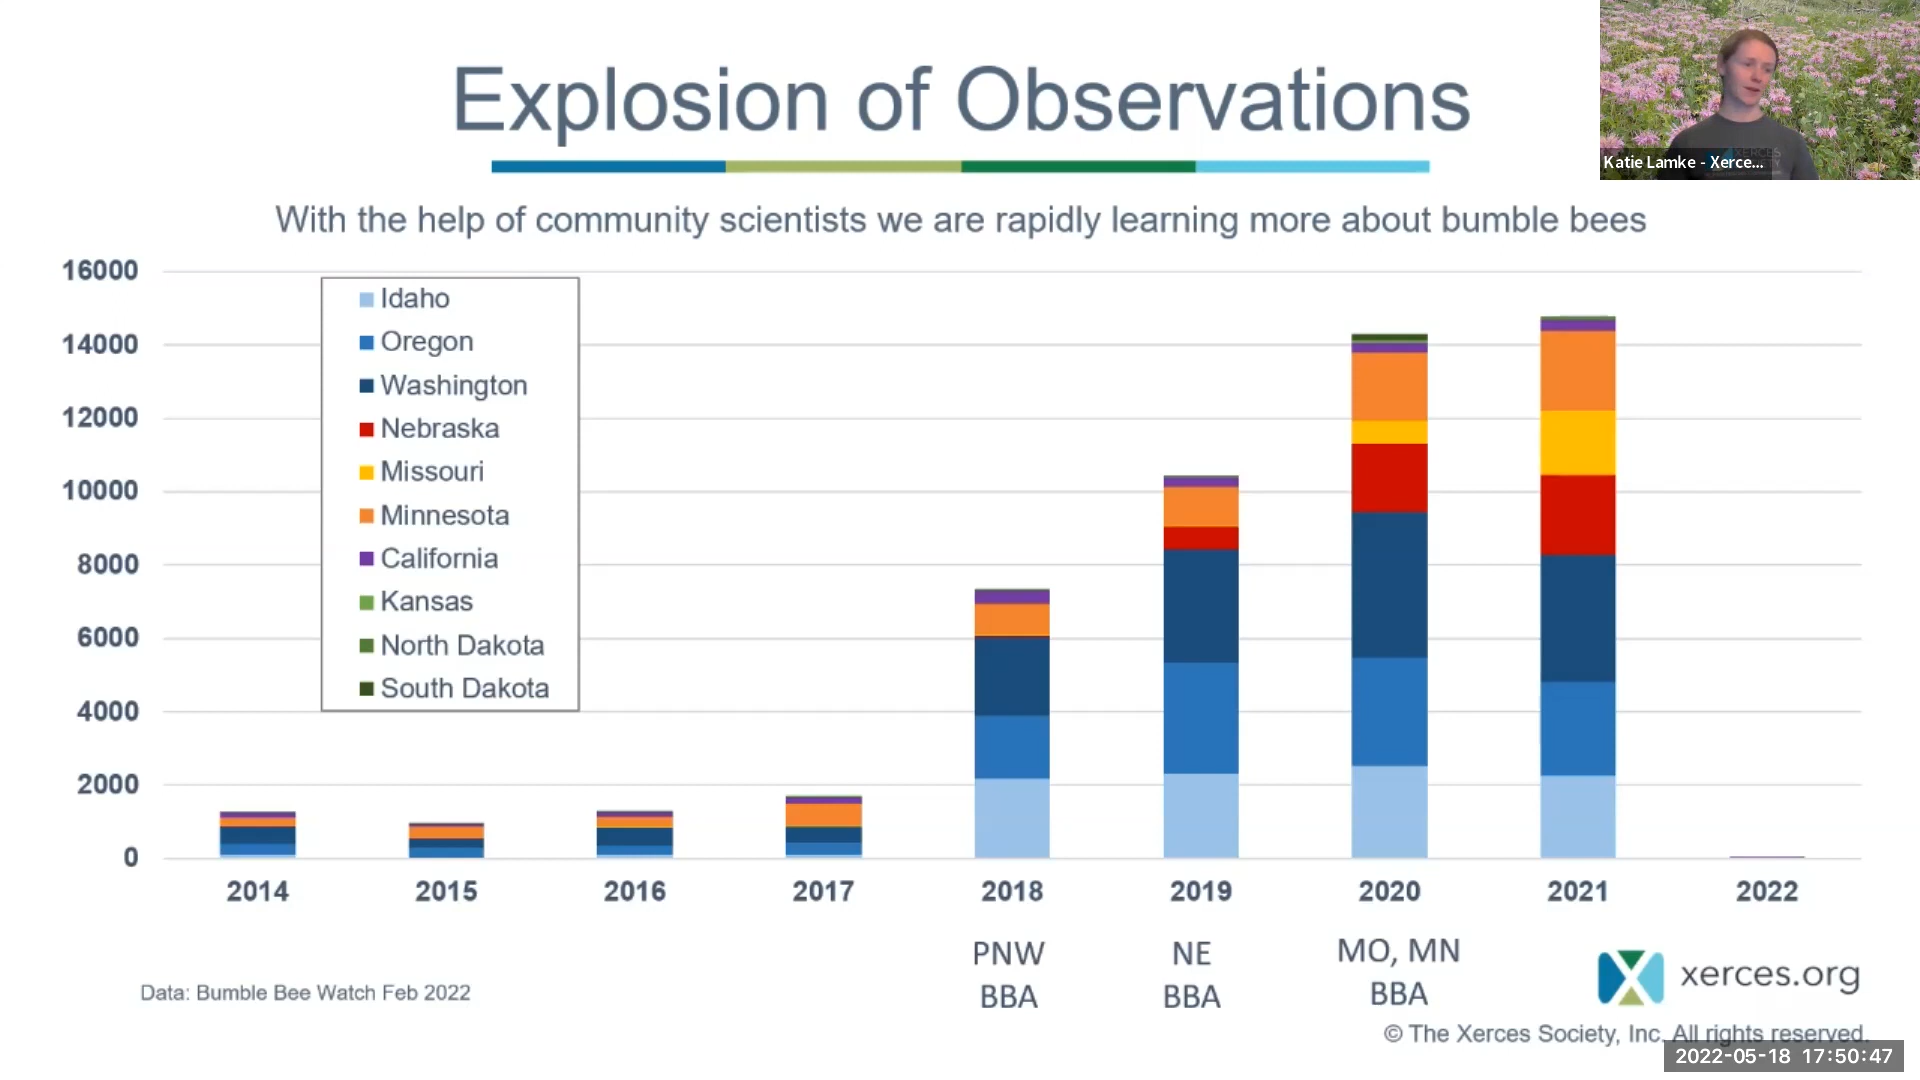 Explosion of Observations
Katie Lamke - Xerce...
With the help of community scientists we are rapidly learning more about bumble bees
16000
14000
12000
10000
8000
6000
4000
2000
0
Idaho
Oregon
Washington
Nebraska
Missouri
Minnesota
California
Kansas
North Dakota
South Dakota
2014 2015 2016 2017 2018 2019 2020 2021 2022
PNW BBA
NE BBA
MO, MN BBA
Data: Bumble Bee Watch Feb 2022
xerces.org
© The Xerces Society, Inc. All rights reserved.
2022-05-18 17:50:47